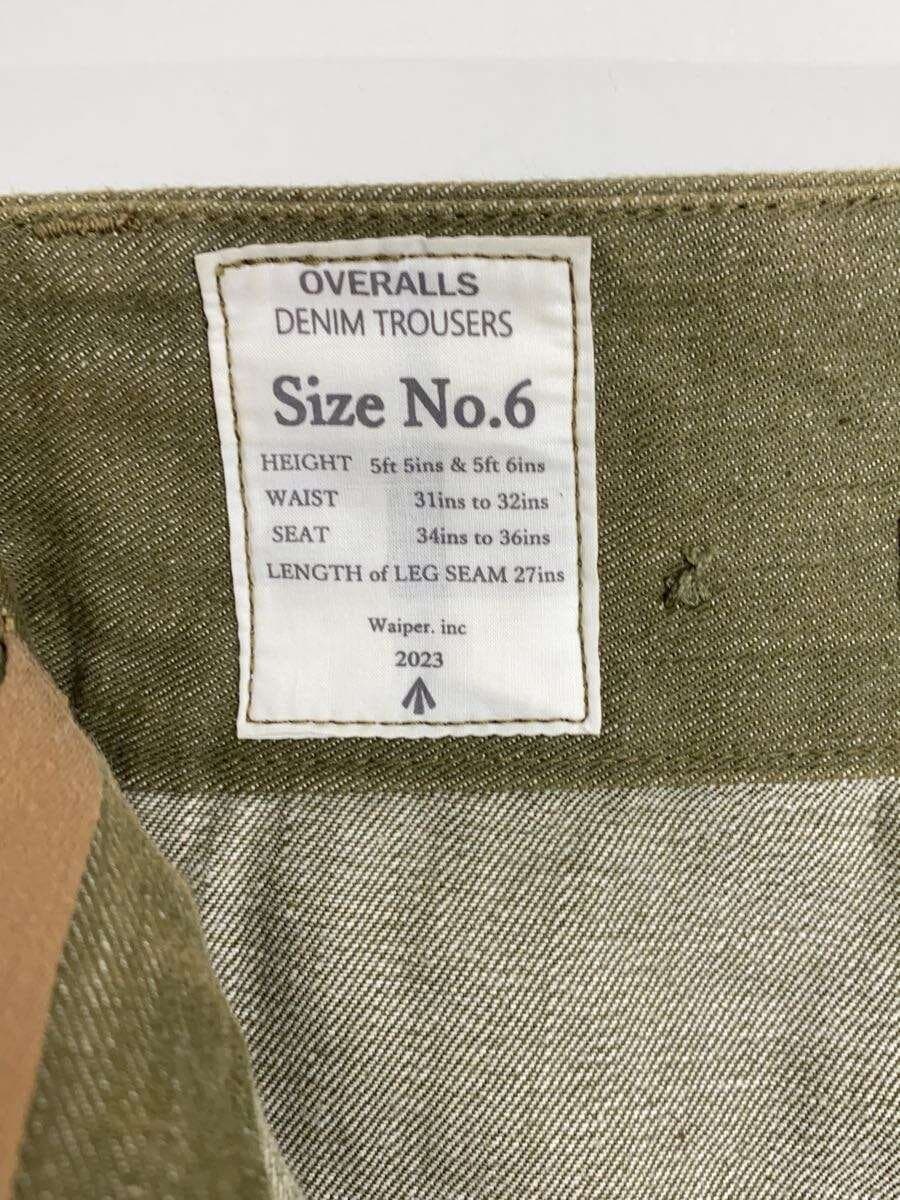 OVERALLS
DENIM TROUSERS
Size No.6
HEIGHT 5ft 5ins & 5ft 6ins
WAIST 31ins to 32ins
SEAT 34ins to 36ins
LENGTH of LEG SEAM 27ins
Waiper. inc
2023